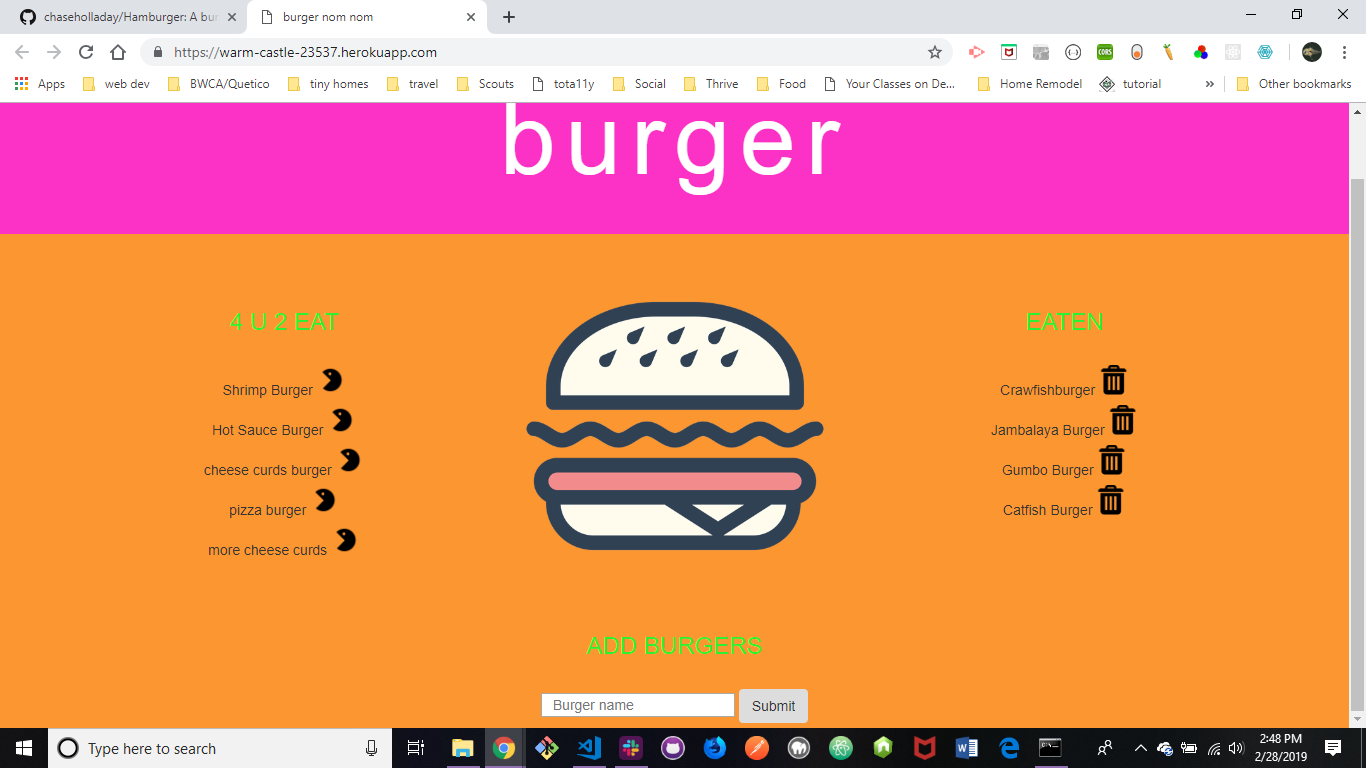 chaseholladay/Hamburger: A bur
burger nom nom
https://warm-castle-23537.herokuapp.com
CORS
Apps
web dev
BWCA/Quetico
tiny homes
travel
Scouts
tota11y
Social
Thrive
Food
Your Classes on De...
Home Remodel
tutorial
»
Other bookmarks
burger
4 U 2 EAT
Shrimp Burger
Hot Sauce Burger
cheese curds burger
pizza burger
more cheese curds
EATEN
Crawfishburger
Jambalaya Burger
Gumbo Burger
Catfish Burger
ADD BURGERS
Burger name
Submit
Type here to search
2:48 PM
2/28/2019